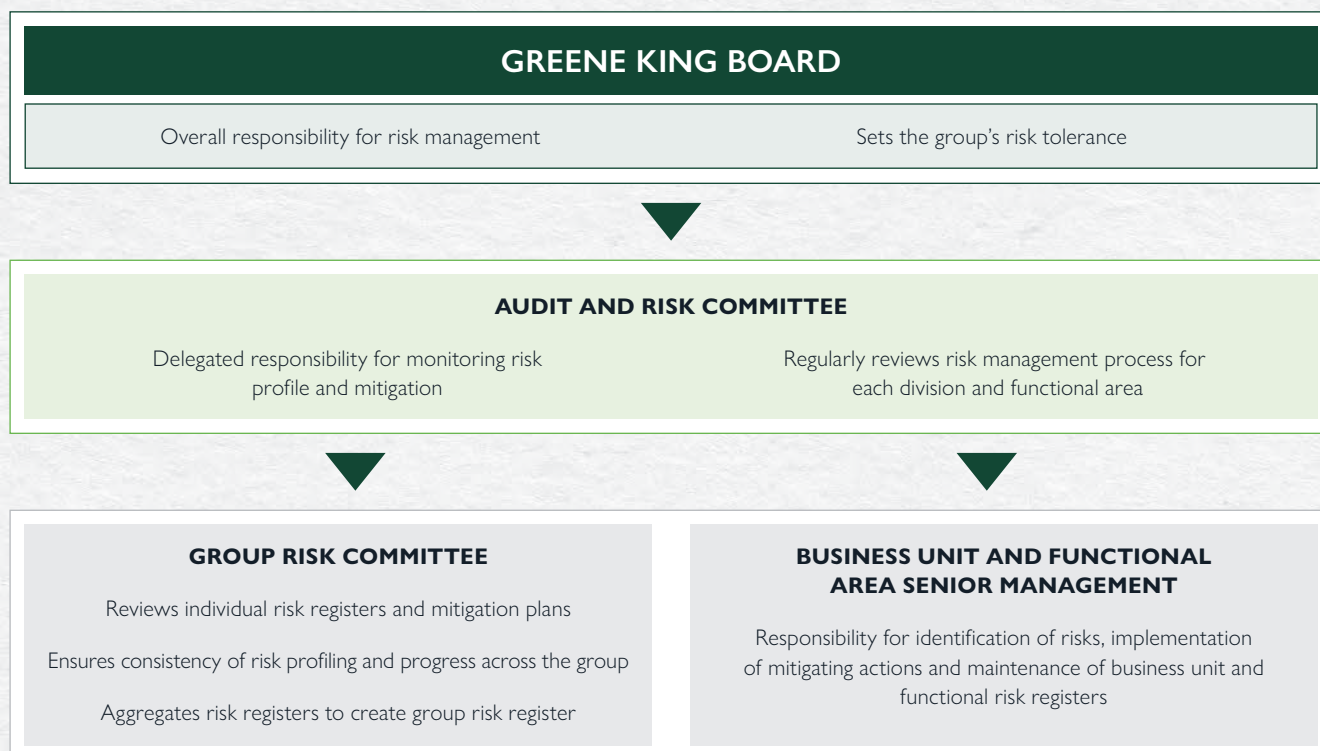 GREENE KING BOARD
Overall responsibility for risk management
Sets the group’s risk tolerance
AUDIT AND RISK COMMITTEE
Delegated responsibility for monitoring risk
profile and mitigation
Regularly reviews risk management process for
each division and functional area
GROUP RISK COMMITTEE
Reviews individual risk registers and mitigation plans
Ensures consistency of risk profiling and progress across the group
Aggregates risk registers to create group risk register
BUSINESS UNIT AND FUNCTIONAL
AREA SENIOR MANAGEMENT
Responsibility for identification of risks, implementation
of mitigating actions and maintenance of business unit and
functional risk registers